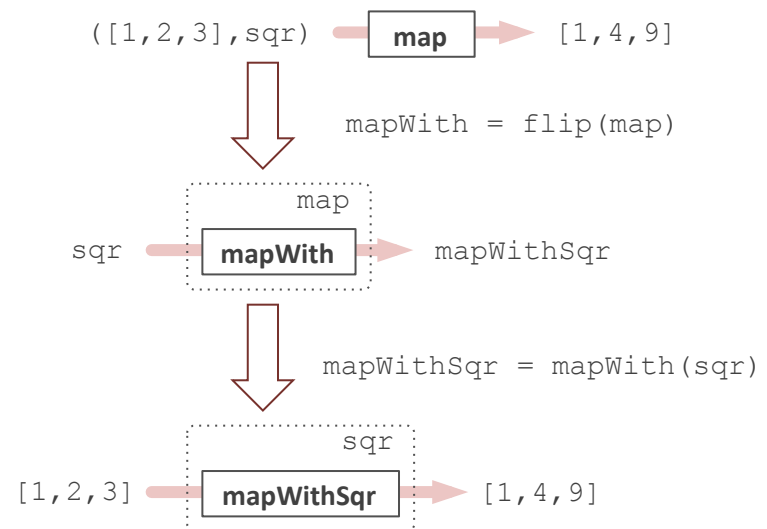 ([1,2,3],sqr) map [1,4,9]
mapWith = flip(map)
map
sqr mapWith mapWithSqr
mapWithSqr = mapWith(sqr)
sqr
[1,2,3] mapWithSqr [1,4,9]